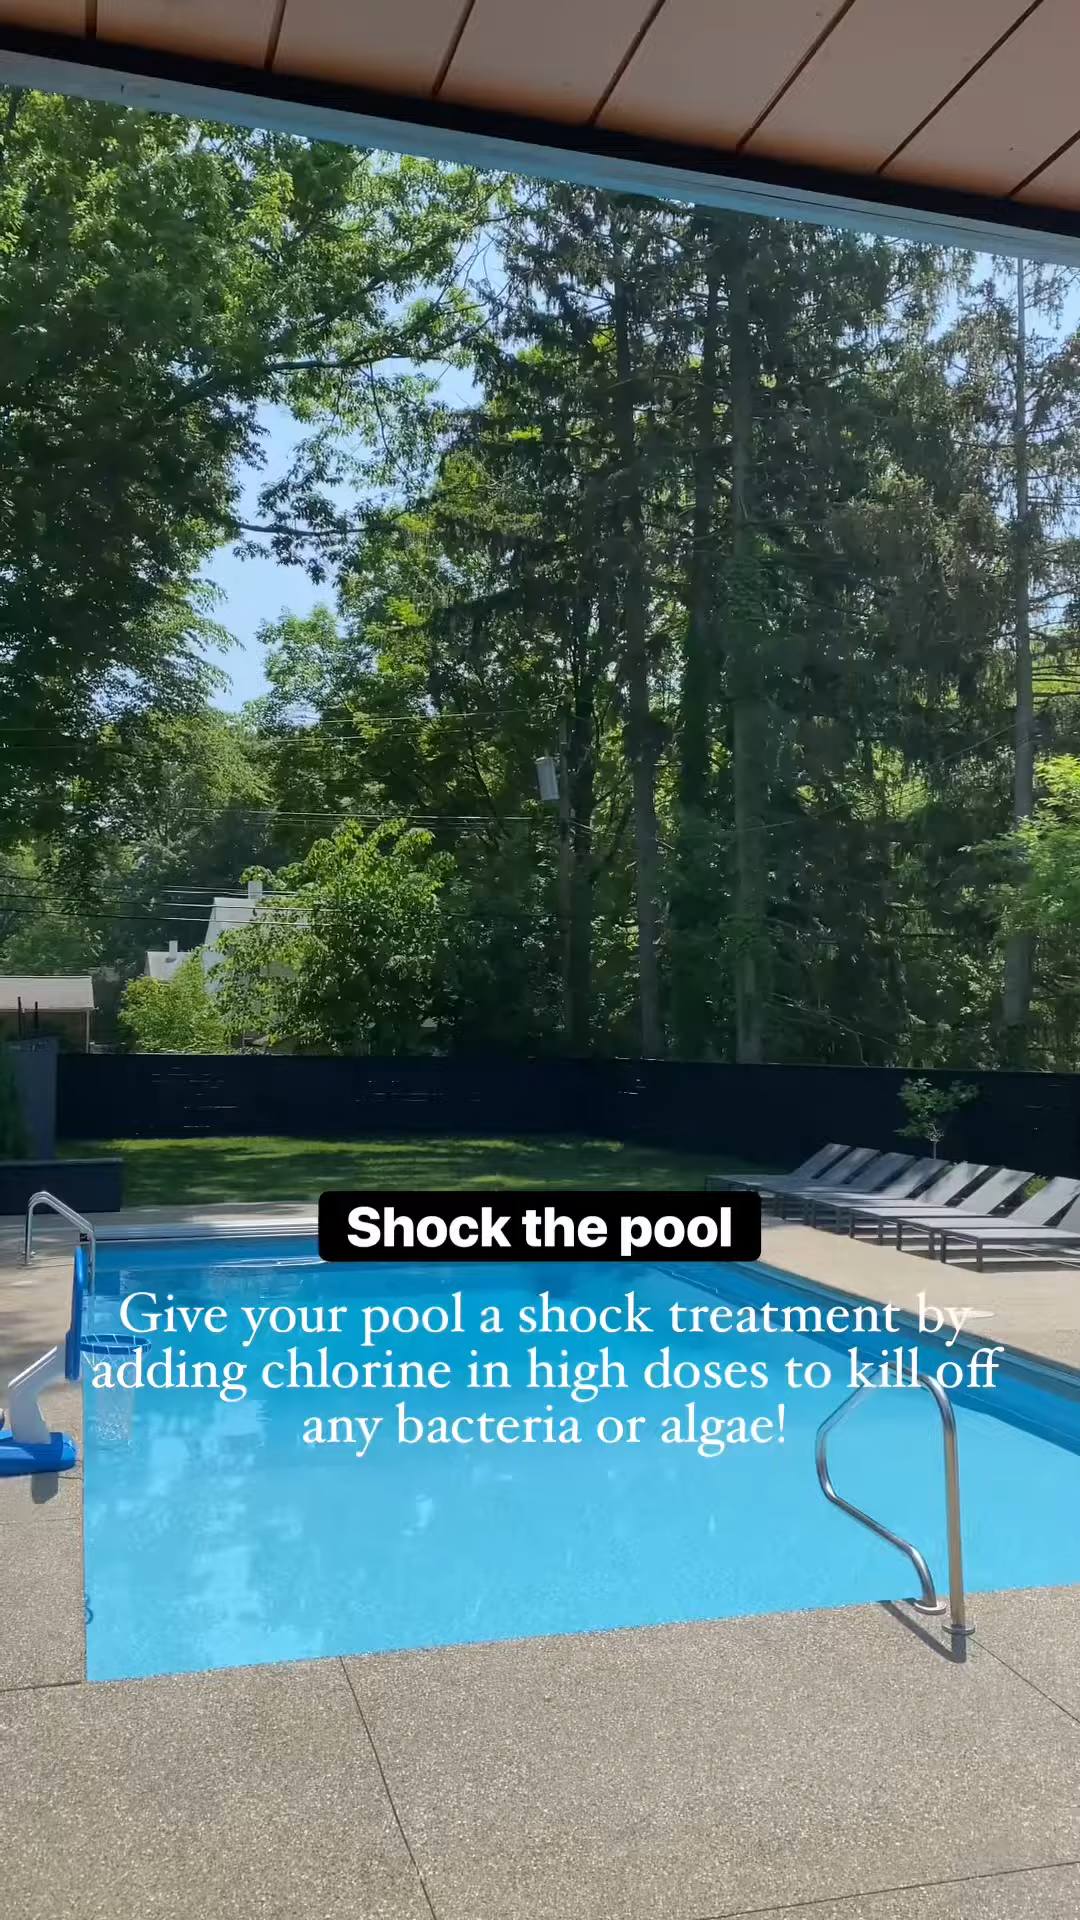 Shock the pool
Give your pool a shock treatment by
adding chlorine in high doses to kill off
any bacteria or algae!